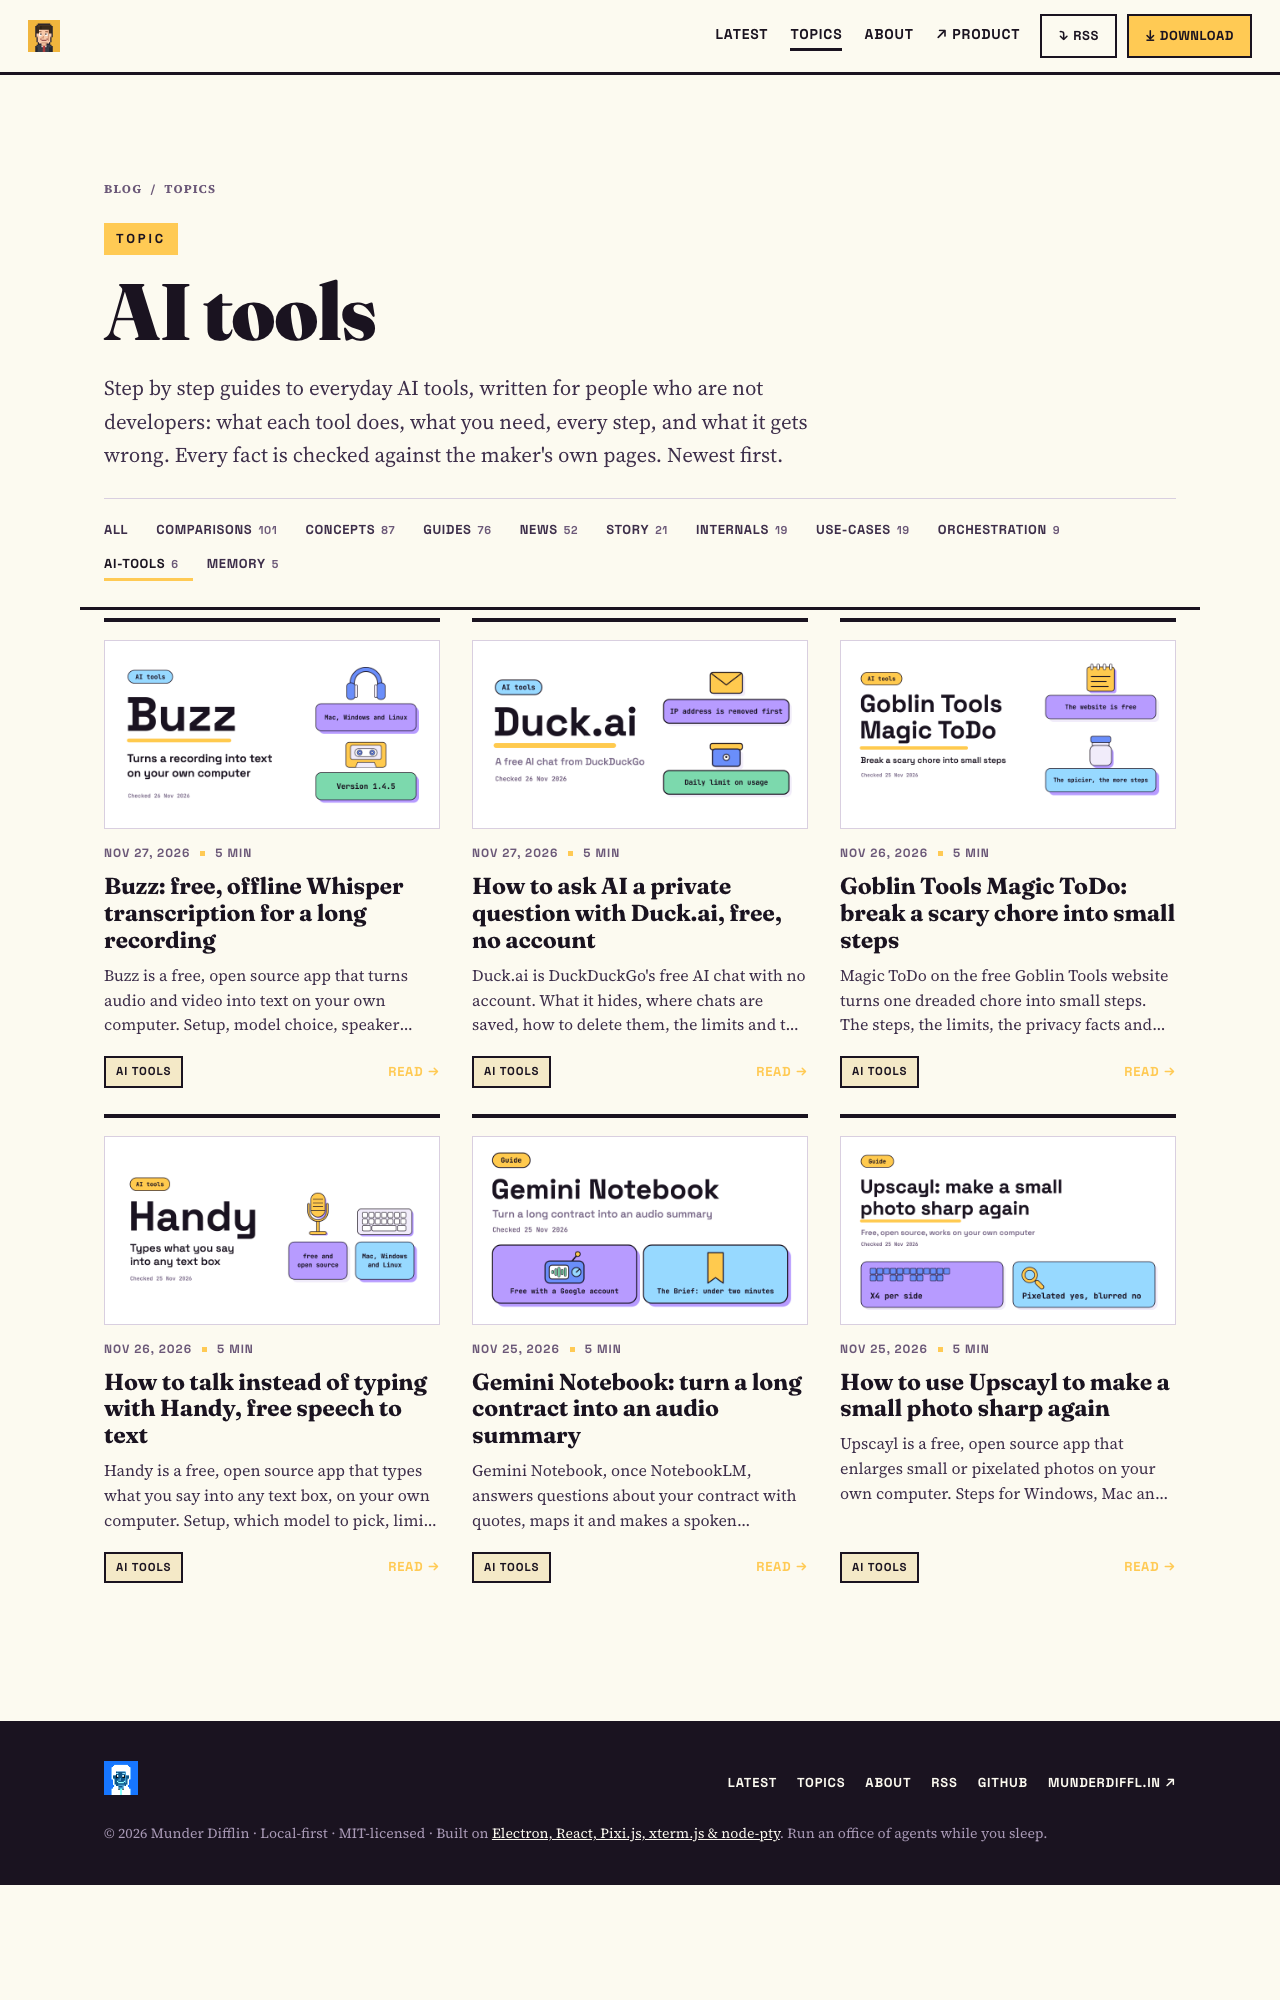 LATEST TOPICS ABOUT ↗ PRODUCT ⤵ RSS ⤓ DOWNLOAD
BLOG / TOPICS
TOPIC
AI tools
Step by step guides to everyday AI tools, written for people who are not
developers: what each tool does, what you need, every step, and what it gets
wrong. Every fact is checked against the maker's own pages. Newest first.
ALL COMPARISONS 101 CONCEPTS 87 GUIDES 76 NEWS 52 STORY 21 INTERNALS 19 USE-CASES 19 ORCHESTRATION 9
AI-TOOLS 6 MEMORY 5
AI tools
Buzz
Turns a recording into text
on your own computer
Checked 26 Nov 2026
Mac, Windows and Linux
Version 1.4.5
NOV 27, 2026 ▪ 5 MIN
Buzz: free, offline Whisper
transcription for a long
recording
Buzz is a free, open source app that turns
audio and video into text on your own
computer. Setup, model choice, speaker...
AI TOOLS READ →
AI tools
Duck.ai
A free AI chat from DuckDuckGo
Checked 26 Nov 2026
IP address is removed first
Daily limit on usage
NOV 27, 2026 ▪ 5 MIN
How to ask AI a private
question with Duck.ai, free,
no account
Duck.ai is DuckDuckGo's free AI chat with no
account. What it hides, where chats are
saved, how to delete them, the limits and t...
AI TOOLS READ →
AI tools
Goblin Tools
Magic ToDo
Break a scary chore into small steps
Checked 25 Nov 2026
The website is free
The spicier, the more steps
NOV 26, 2026 ▪ 5 MIN
Goblin Tools Magic ToDo:
break a scary chore into small
steps
Magic ToDo on the free Goblin Tools website
turns one dreaded chore into small steps.
The steps, the limits, the privacy facts and...
AI TOOLS READ →
AI tools
Handy
Types what you say
into any text box
Checked 25 Nov 2026
free and
open source
Mac, Windows
and Linux
NOV 26, 2026 ▪ 5 MIN
How to talk instead of typing
with Handy, free speech to
text
Handy is a free, open source app that types
what you say into any text box, on your own
computer. Setup, which model to pick, limi...
AI TOOLS READ →
Guide
Gemini Notebook
Turn a long contract into an audio summary
Checked 25 Nov 2026
Free with a Google account
The Brief: under two minutes
NOV 25, 2026 ▪ 5 MIN
Gemini Notebook: turn a long
contract into an audio
summary
Gemini Notebook, once NotebookLM,
answers questions about your contract with
quotes, maps it and makes a spoken...
AI TOOLS READ →
Guide
Upscayl: make a small
photo sharp again
Free, open source, works on your own computer
Checked 25 Nov 2026
X4 per side
Pixelated yes, blurred no
NOV 25, 2026 ▪ 5 MIN
How to use Upscayl to make a
small photo sharp again
Upscayl is a free, open source app that
enlarges small or pixelated photos on your
own computer. Steps for Windows, Mac an...
AI TOOLS READ →
LATEST TOPICS ABOUT RSS GITHUB MUNDERDIFFL.IN ↗
© 2026 Munder Difflin · Local-first · MIT-licensed · Built on Electron, React, Pixi.js, xterm.js & node-pty. Run an office of agents while you sleep.